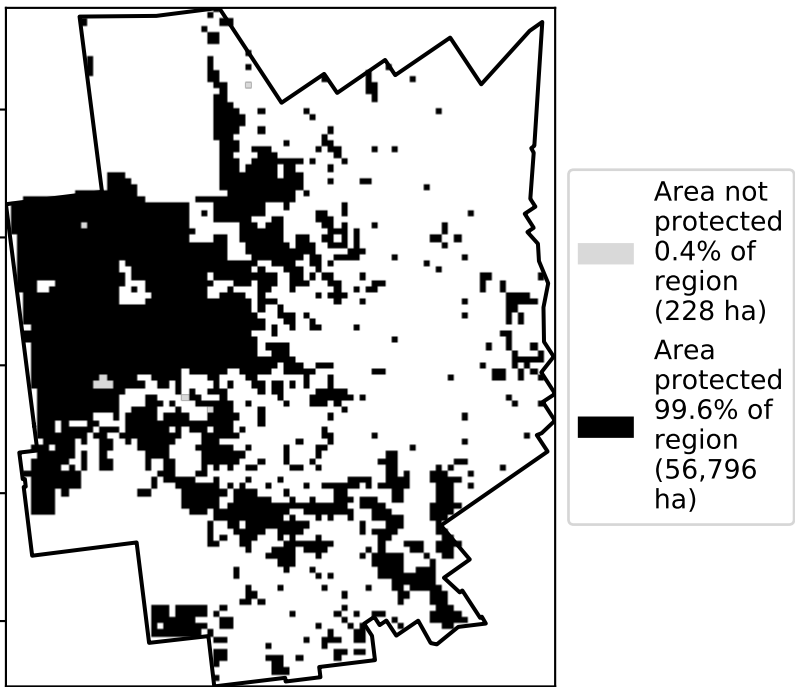 Area not
protected
0.4% of
region
(228 ha)
Area
protected
99.6% of
region
(56,796
ha)